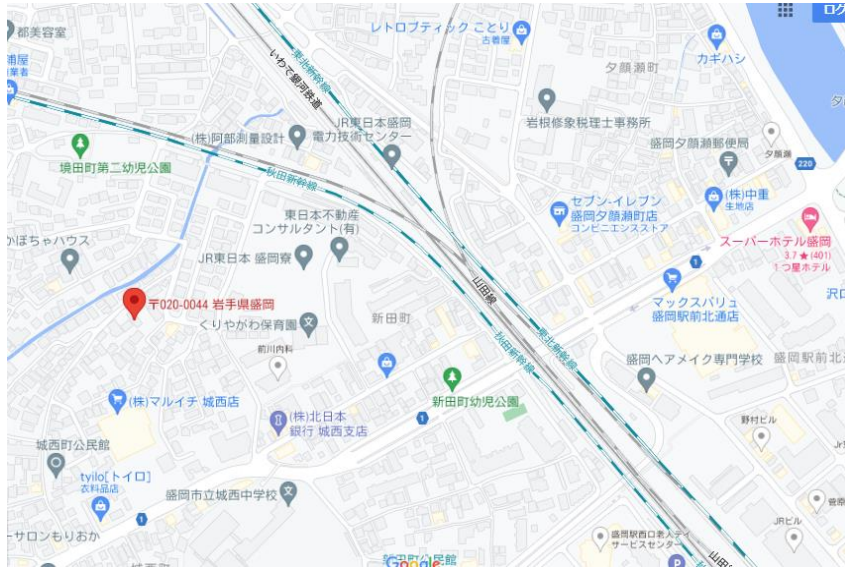 都美容室
レトロブティック ことり
古着屋
カギハシ
ログ
東北新幹線
いわて銀河鉄道
夕顔瀬町
JR東日本盛岡
電力技術センター
(株)阿部測量設計
岩根修象税理士事務所
盛岡夕顔瀬郵便局
夕顔瀬
220
境田町第二幼児公園
秋田新幹線
セブン-イレブン
盛岡夕顔瀬町店
コンビニエンスストア
(株)中重
生地店
スーパーホテル盛岡
3.7★(401)
1つ星ホテル
東日本不動産
コンサルタント(有)
かぼちゃハウス
JR東日本 盛岡寮
1
山田線
マックスバリュ
盛岡駅前北通店
〒020-0044 岩手県盛岡
くりやがわ保育園
新田町
東北新幹線
秋田新幹線
前川内科
盛岡ヘアメイク専門学校
盛岡駅前北
新田町幼児公園
(株)マルイチ 城西店
(株)北日本
銀行 城西支店
1
野村ビル
城西町公民館
tyilo[トイロ]
衣料品店
盛岡市立城西中学校
1
JRビル
ーサロンもりおか
盛岡駅西口老人デイ
サービスセンター
P
Google